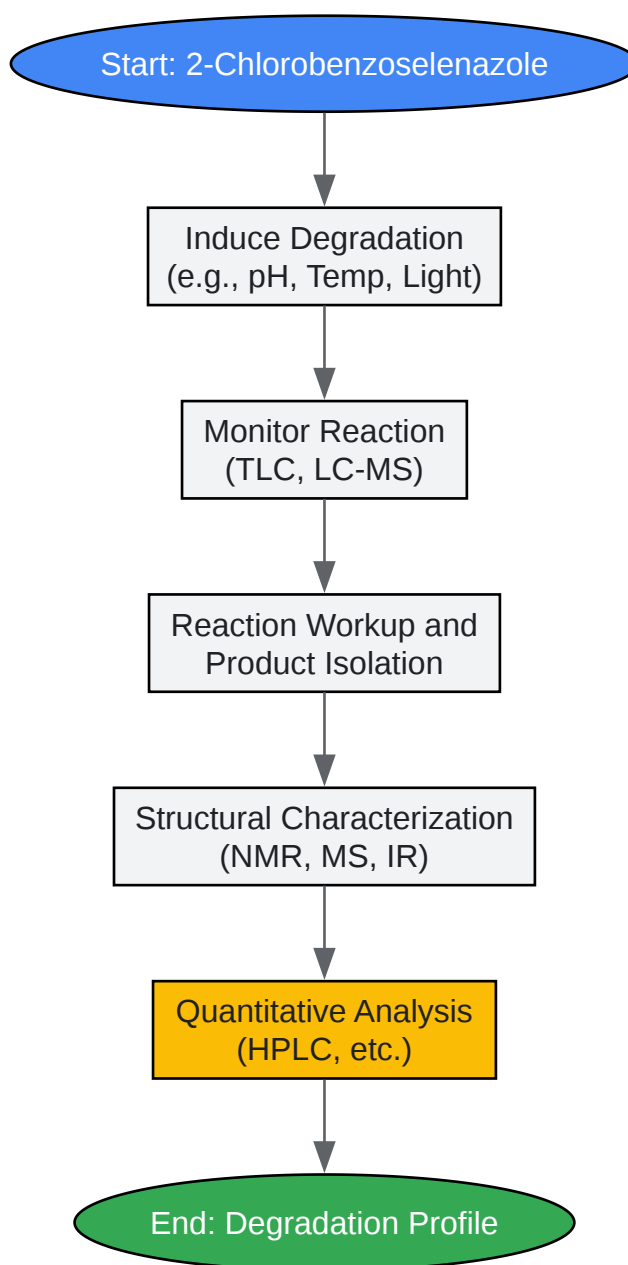 Start: 2-Chlorobenzoselenazole
Induce Degradation
(e.g., pH, Temp, Light)
Monitor Reaction
(TLC, LC-MS)
Reaction Workup and
Product Isolation
Structural Characterization
(NMR, MS, IR)
Quantitative Analysis
(HPLC, etc.)
End: Degradation Profile